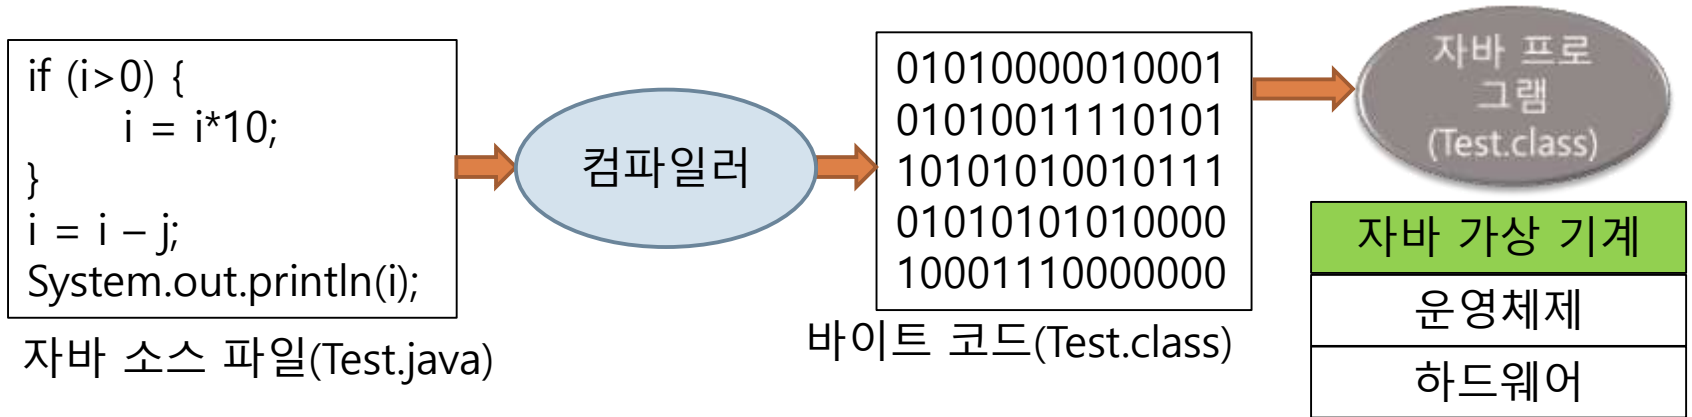 if (i>0) {
i = i*10;
}
i = i – j;
System.out.println(i);
자바 소스 파일(Test.java)
컴파일러
01010000010001
01010011110101
10101010010111
01010101010000
10001110000000
바이트 코드(Test.class)
자바 프로
그램
(Test.class)
자바 가상 기계
운영체제
하드웨어